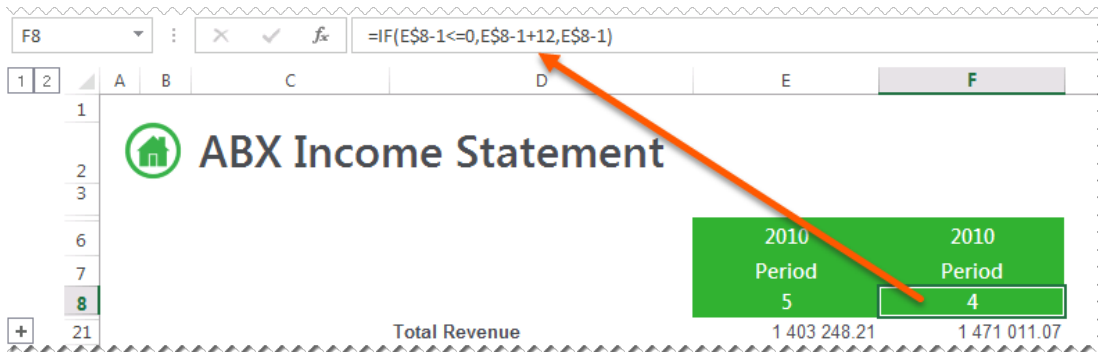 F8 fx =IF(E$8-1<=0,E$8-1+12,E$8-1)
1 2 A B C D E F
1
2 ABX Income Statement
3
6 2010 2010
7 Period Period
8 5 4
+ 21 Total Revenue 1 403 248.21 1 471 011.07